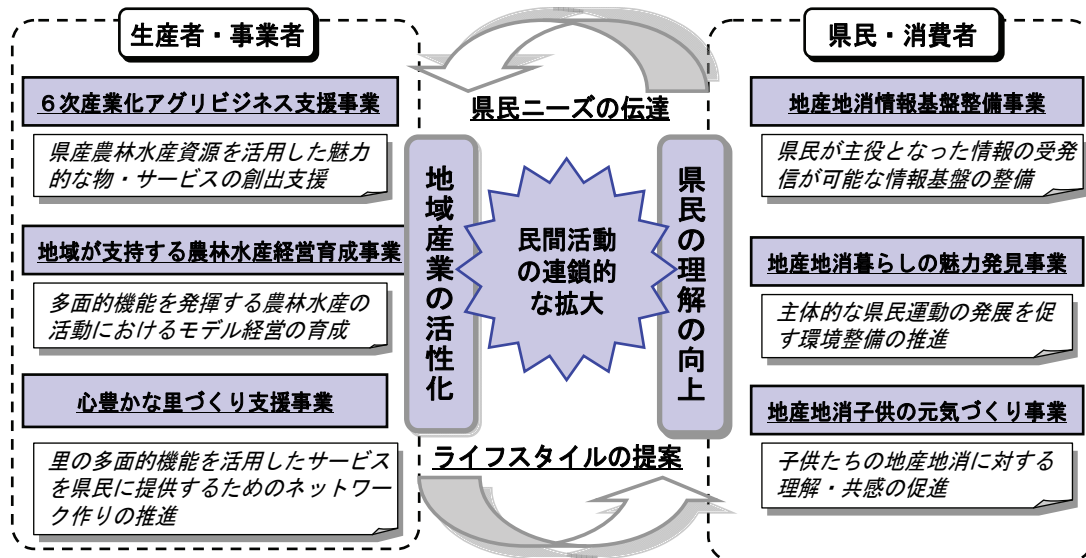 生産者・事業者
６次産業化アグリビジネス支援事業
県産農林水産資源を活用した魅力
的な物・サービスの創出支援
地域が支持する農林水産経営育成事業
多面的機能を発揮する農林水産の
活動におけるモデル経営の育成
心豊かな里づくり支援事業
里の多面的機能を活用したサービス
を県民に提供するためのネットワー
ク作りの推進
地域産業の活性化
県民ニーズの伝達
民間活動
の連鎖的
な拡大
ライフスタイルの提案
県民の理解の向上
県民・消費者
地産地消情報基盤整備事業
県民が主役となった情報の受発
信が可能な情報基盤の整備
地産地消暮らしの魅力発見事業
主体的な県民運動の発展を促
す環境整備の推進
地産地消子供の元気づくり事業
子供たちの地産地消に対する
理解・共感の促進